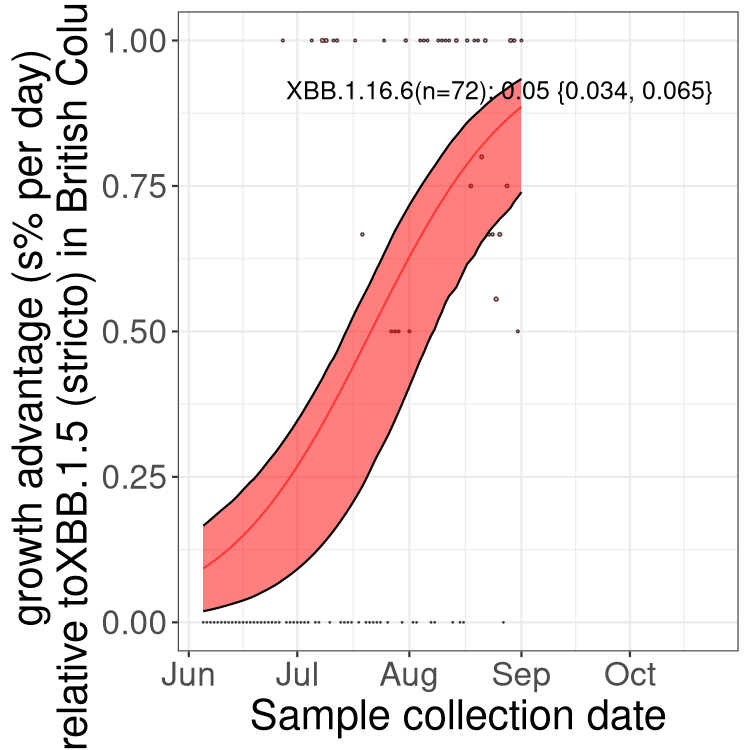 growth advantage (s% per day)
relative toXBB.1.5 (stricto) in British Colu
1.00
0.75
0.50
0.25
0.00
XBB.1.16.6(n=72): 0.05 {0.034, 0.065}
Jun Jul Aug Sep Oct
Sample collection date